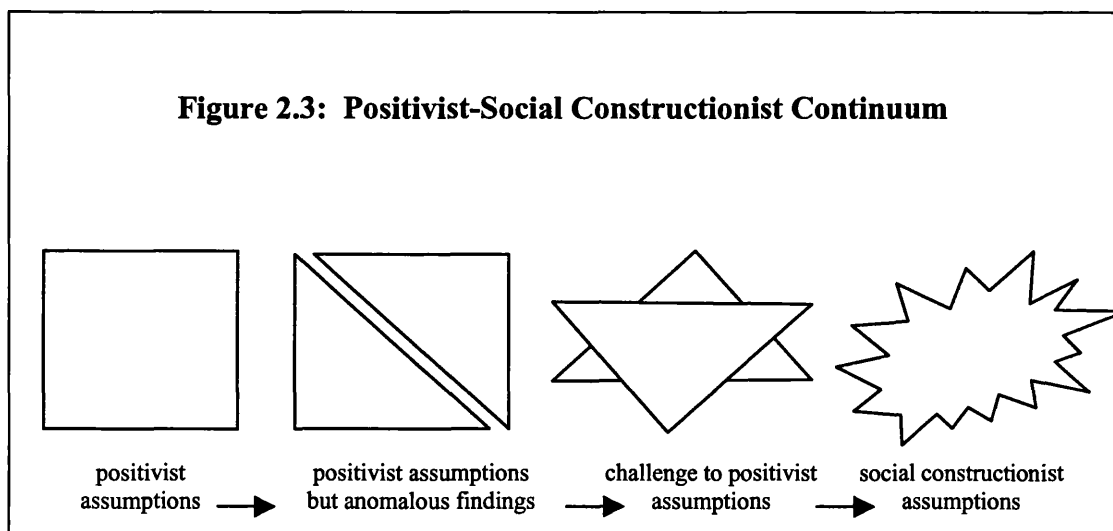 Figure 2.3: Positivist-Social Constructionist Continuum
positivist
assumptions
positivist assumptions
but anomalous findings
challenge to positivist
assumptions
social constructionist
assumptions